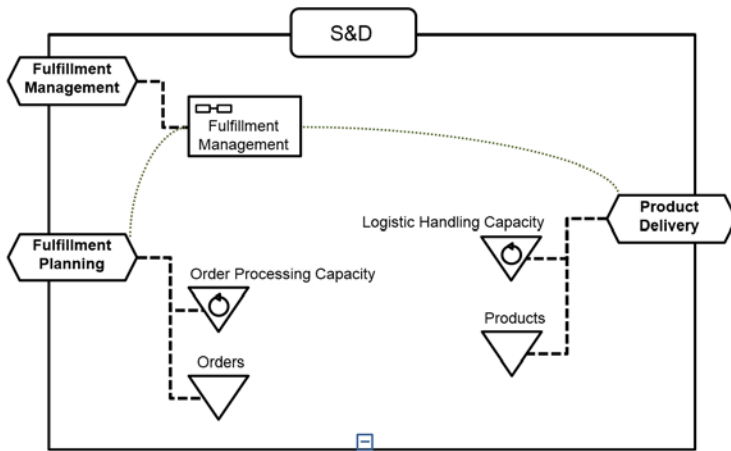 S&D
Fulfillment
Management
Fulfillment
Management
Product
Delivery
Logistic Handling Capacity
Fulfillment
Planning
Order Processing Capacity
Products
Orders